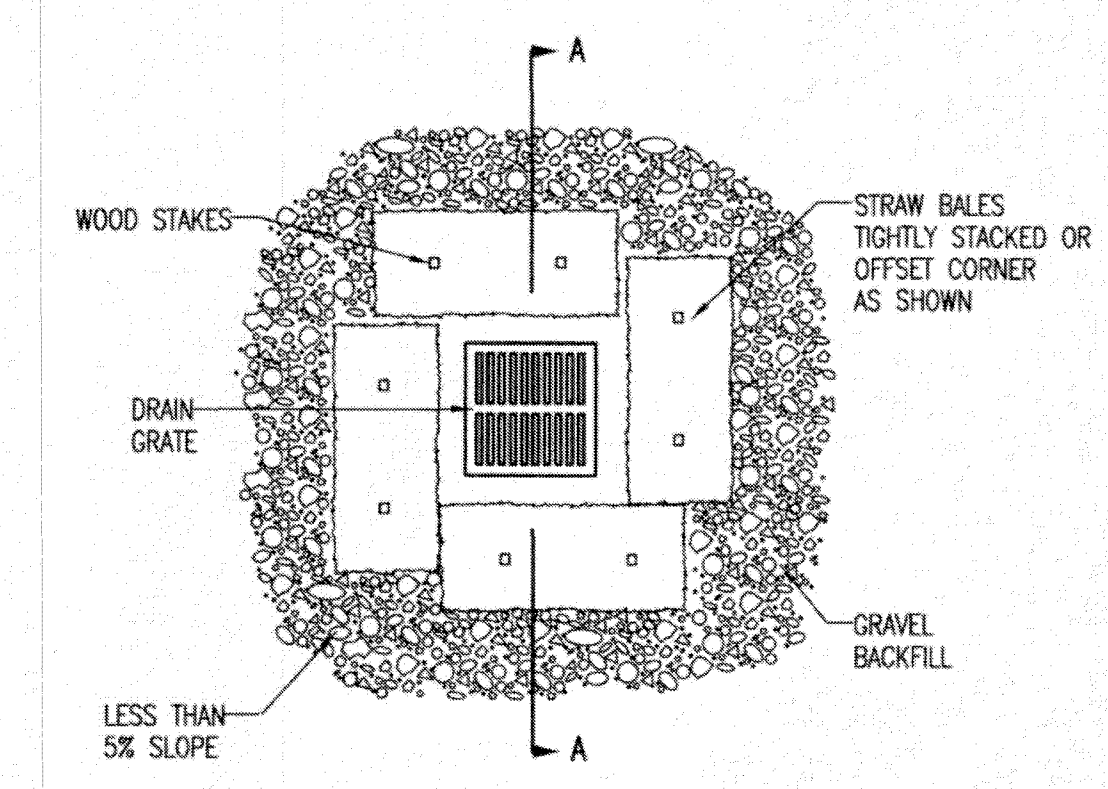 A
WOOD STAKES
STRAW BALES
TIGHTLY STACKED OR
OFFSET CORNER
AS SHOWN
DRAIN
GRATE
GRAVEL
BACKFILL
LESS THAN
5% SLOPE
A